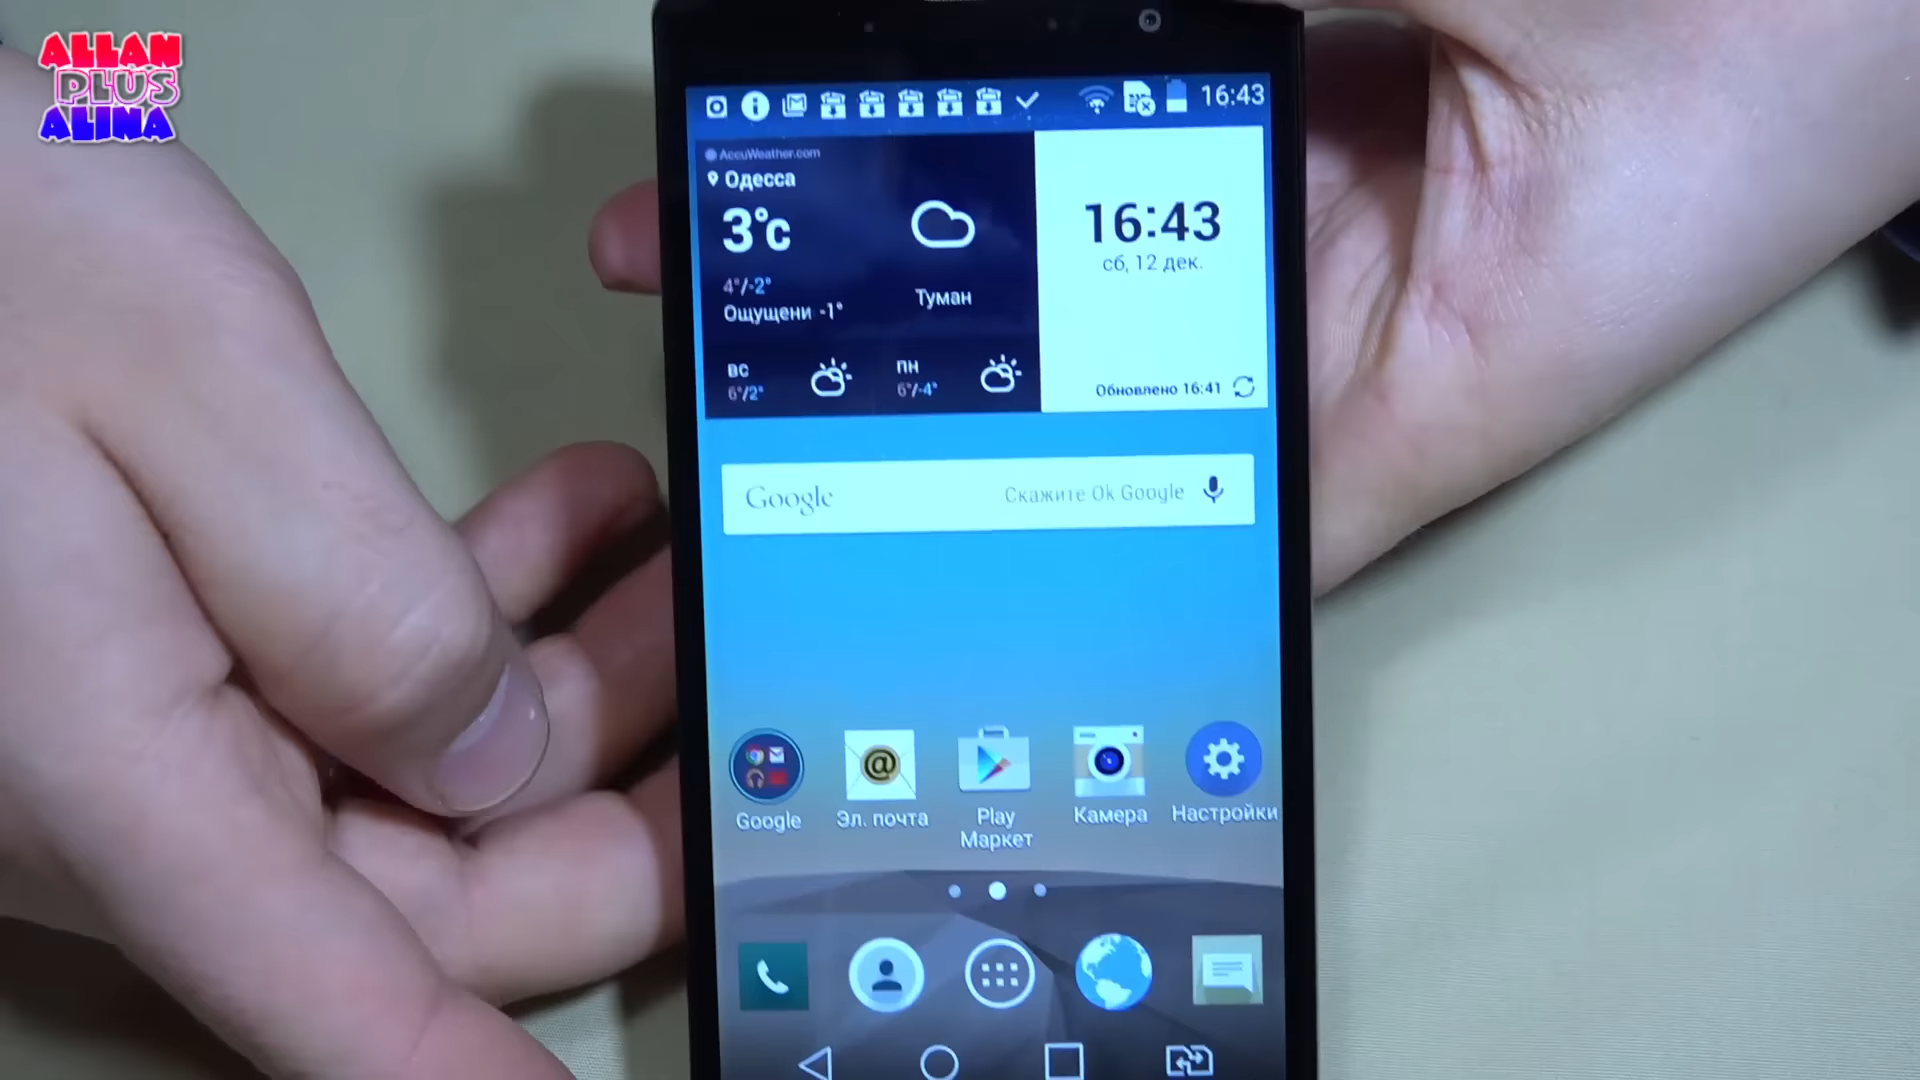 ALLAN
PLUS
ALINA
16:43
AccuWeather.com
Одесса
3°C
4°/-2°
Ощущени -1°
Туман
ВС
6°/2°
ПН
6°/-4°
16:43
сб, 12 дек.
Обновлено 16:41
Google
Скажите Ok Google
@
Google
Эл. почта
Play
Маркет
Камера
Настройки